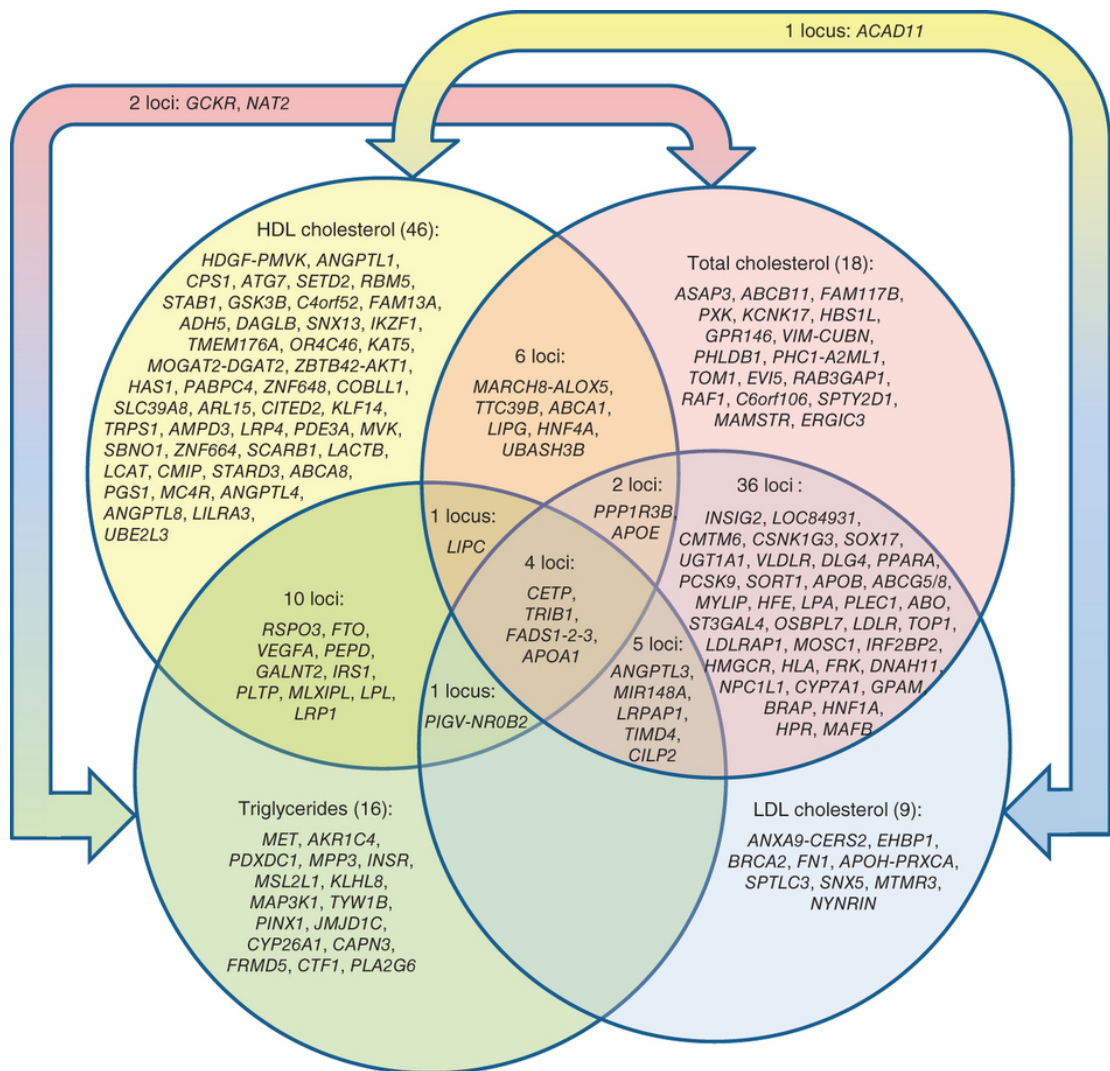 1 locus: ACAD11
2 loci: GCKR, NAT2
HDL cholesterol (46):
HDGF-PMVK, ANGPTL1,
CPS1, ATG7, SETD2, RBM5,
STAB1, GSK3B, C4orf52, FAM13A,
ADH5, DAGLB, SNX13, IKZF1,
TMEM176A, OR4C46, KAT5,
MOGAT2-DGAT2, ZBTB42-AKT1,
HAS1, PABPC4, ZNF648, COBLL1,
SLC39A8, ARL15, CITED2, KLF14,
TRPS1, AMPD3, LRP4, PDE3A, MVK,
SBNO1, ZNF664, SCARB1, LACTB,
LCAT, CMIP, STARD3, ABCA8,
PGS1, MC4R, ANGPTL4,
ANGPTL8, LILRA3,
UBE2L3
Total cholesterol (18):
ASAP3, ABCB11, FAM117B,
PXK, KCNK17, HBS1L,
GPR146, VIM-CUBN,
PHLDB1, PHC1-A2ML1,
TOM1, EVI5, RAB3GAP1,
RAF1, C6orf106, SPTY2D1,
MAMSTR, ERGIC3
6 loci:
MARCH8-ALOX5,
TTC39B, ABCA1,
LIPG, HNF4A,
UBASH3B
2 loci:
PPP1R3B,
APOE
36 loci :
INSIG2, LOC84931,
CMTM6, CSNK1G3, SOX17,
UGT1A1, VLDLR, DLG4, PPARA,
PCSK9, SORT1, APOB, ABCG5/8,
MYLIP, HFE, LPA, PLEC1, ABO,
ST3GAL4, OSBPL7, LDLR, TOP1,
LDLRAP1, MOSC1, IRF2BP2,
HMGCR, HLA, FRK, DNAH11,
NPC1L1, CYP7A1, GPAM,
BRAP, HNF1A,
HPR, MAFB
1 locus:
LIPC
4 loci:
CETP,
TRIB1,
FADS1-2-3,
APOA1
10 loci:
RSPO3, FTO,
VEGFA, PEPD,
GALNT2, IRS1,
PLTP, MLXIPL, LPL,
LRP1
5 loci:
ANGPTL3,
MIR148A,
LRPAP1,
TIMD4,
CILP2
1 locus:
PIGV-NR0B2
Triglycerides (16):
MET, AKR1C4,
PDXDC1, MPP3, INSR,
MSL2L1, KLHL8,
MAP3K1, TYW1B,
PINX1, JMJD1C,
CYP26A1, CAPN3,
FRMD5, CTF1, PLA2G6
LDL cholesterol (9):
ANXA9-CERS2, EHBP1,
BRCA2, FN1, APOH-PRXCA,
SPTLC3, SNX5, MTMR3,
NYNRIN